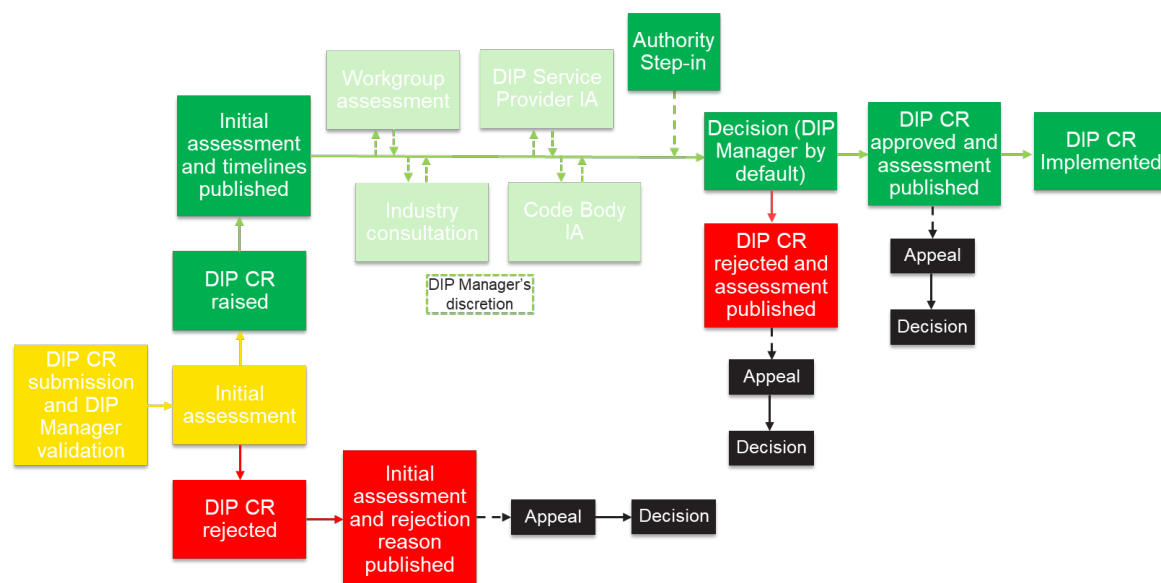 Authority
Step-in
Workgroup
assessment
DIP Service
Provider IA
Initial
assessment
and timelines
published
Decision (DIP
Manager by
default)
DIP CR
approved and
assessment
published
DIP CR
Implemented
Industry
consultation
Code Body
IA
DIP Manager's
discretion
DIP CR
raised
DIP CR
rejected and
assessment
published
Appeal
Decision
Appeal
Decision
DIP CR
submission
and DIP
Manager
validation
Initial
assessment
DIP CR
rejected
Initial
assessment
and rejection
reason
published
Appeal
Decision